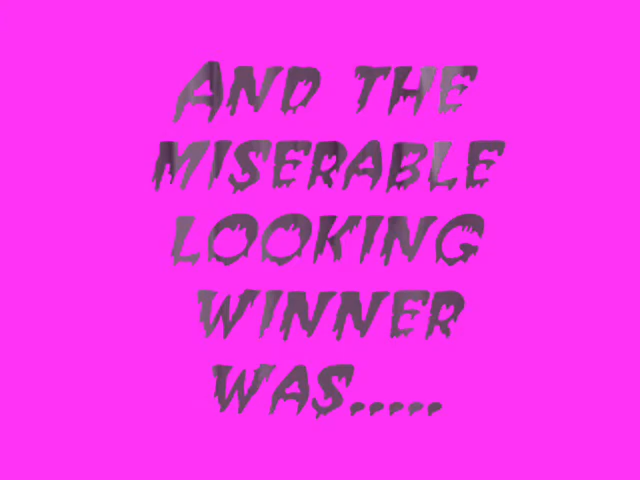 And the
miserable
looking
winner
was.....